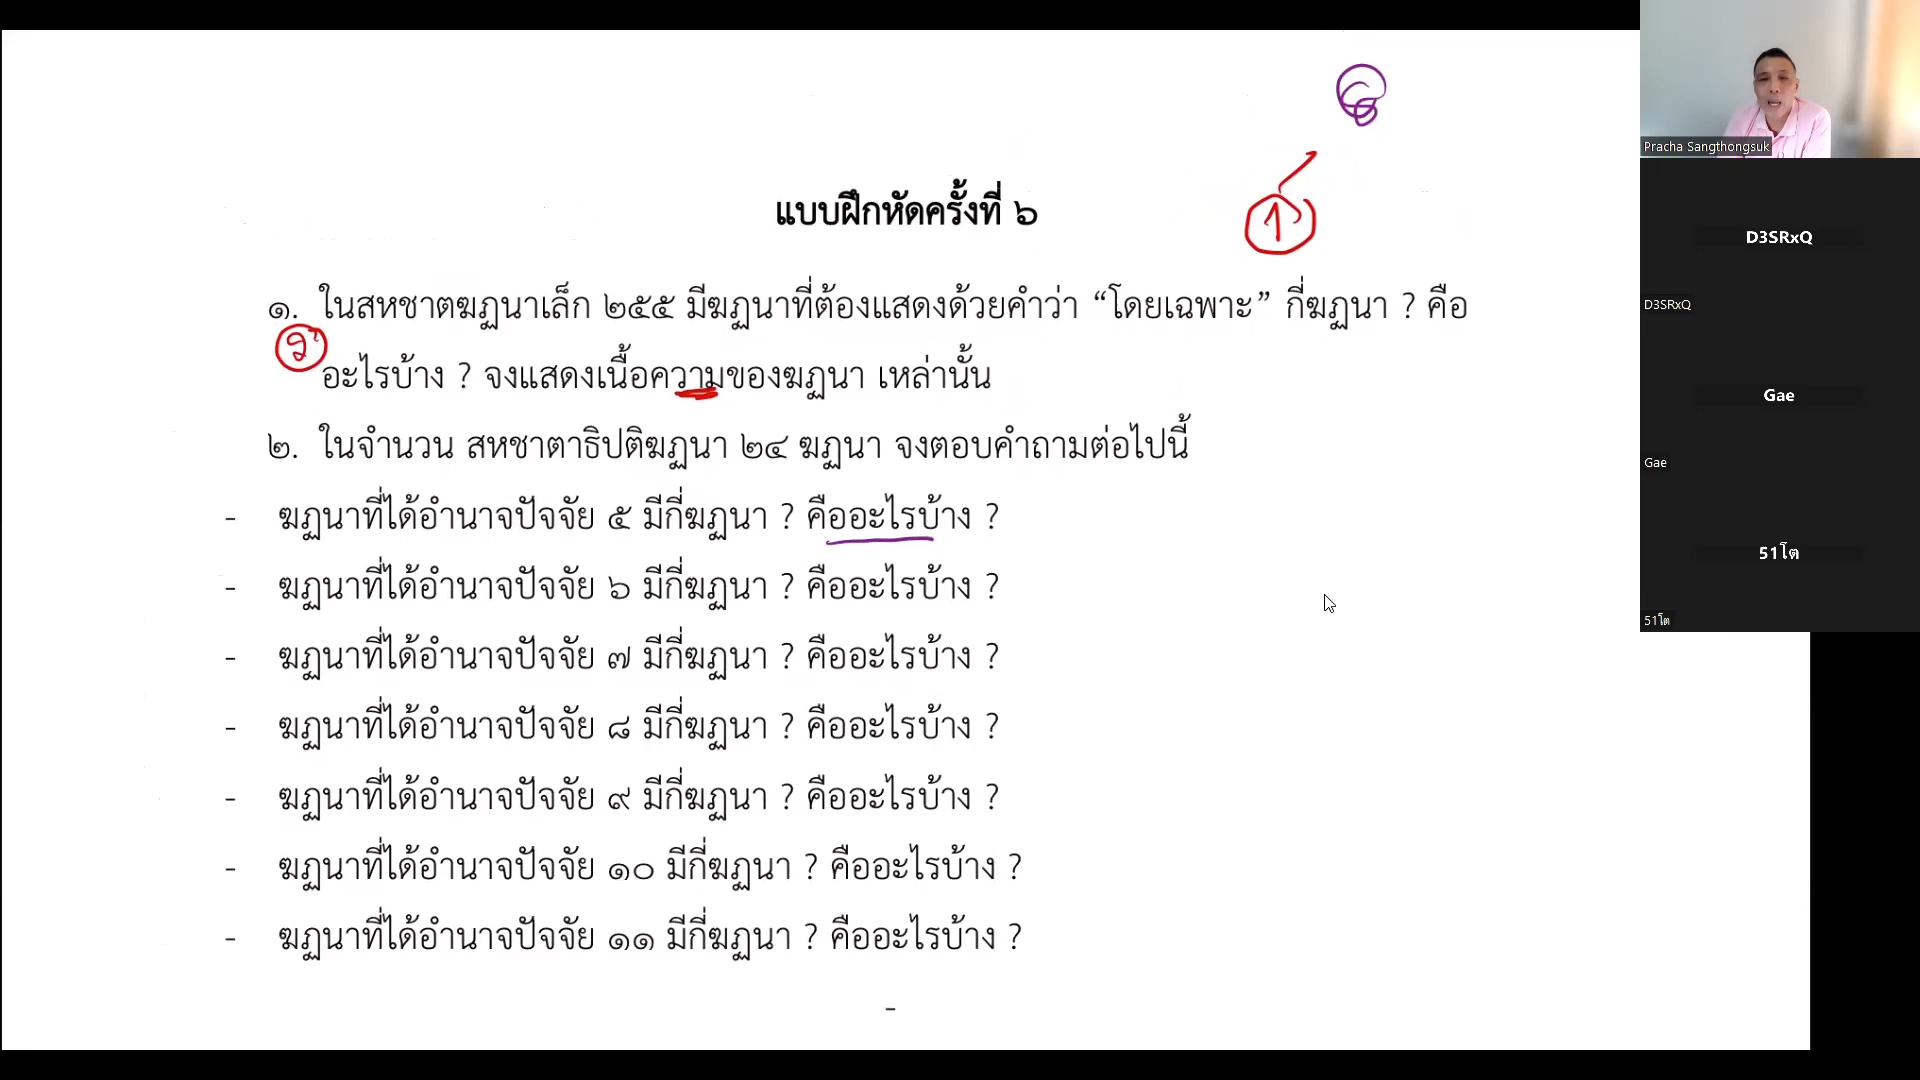 แบบฝึกหัดครั้งที่ ๖
๑. ในสหชาตฆฏนาเล็ก ๒๕๕ มีฆฏนาที่ต้องแสดงด้วยคำว่า “โดยเฉพาะ” กี่ฆฏนา ? คือ
อะไรบ้าง ? จงแสดงเนื้อความของฆฏนา เหล่านั้น
๒. ในจำนวน สหชาตาธิปติฆฏนา ๒๔ ฆฏนา จงตอบคำถามต่อไปนี้
- ฆฏนาที่ได้อำนาจปัจจัย ๕ มีกี่ฆฏนา ? คืออะไรบ้าง ?
- ฆฏนาที่ได้อำนาจปัจจัย ๖ มีกี่ฆฏนา ? คืออะไรบ้าง ?
- ฆฏนาที่ได้อำนาจปัจจัย ๗ มีกี่ฆฏนา ? คืออะไรบ้าง ?
- ฆฏนาที่ได้อำนาจปัจจัย ๘ มีกี่ฆฏนา ? คืออะไรบ้าง ?
- ฆฏนาที่ได้อำนาจปัจจัย ๙ มีกี่ฆฏนา ? คืออะไรบ้าง ?
- ฆฏนาที่ได้อำนาจปัจจัย ๑๐ มีกี่ฆฏนา ? คืออะไรบ้าง ?
- ฆฏนาที่ได้อำนาจปัจจัย ๑๑ มีกี่ฆฏนา ? คืออะไรบ้าง ?
-
Pracha Sangthongsuk
D3SRxQ
D3SRxQ
Gae
Gae
51โต
51โต